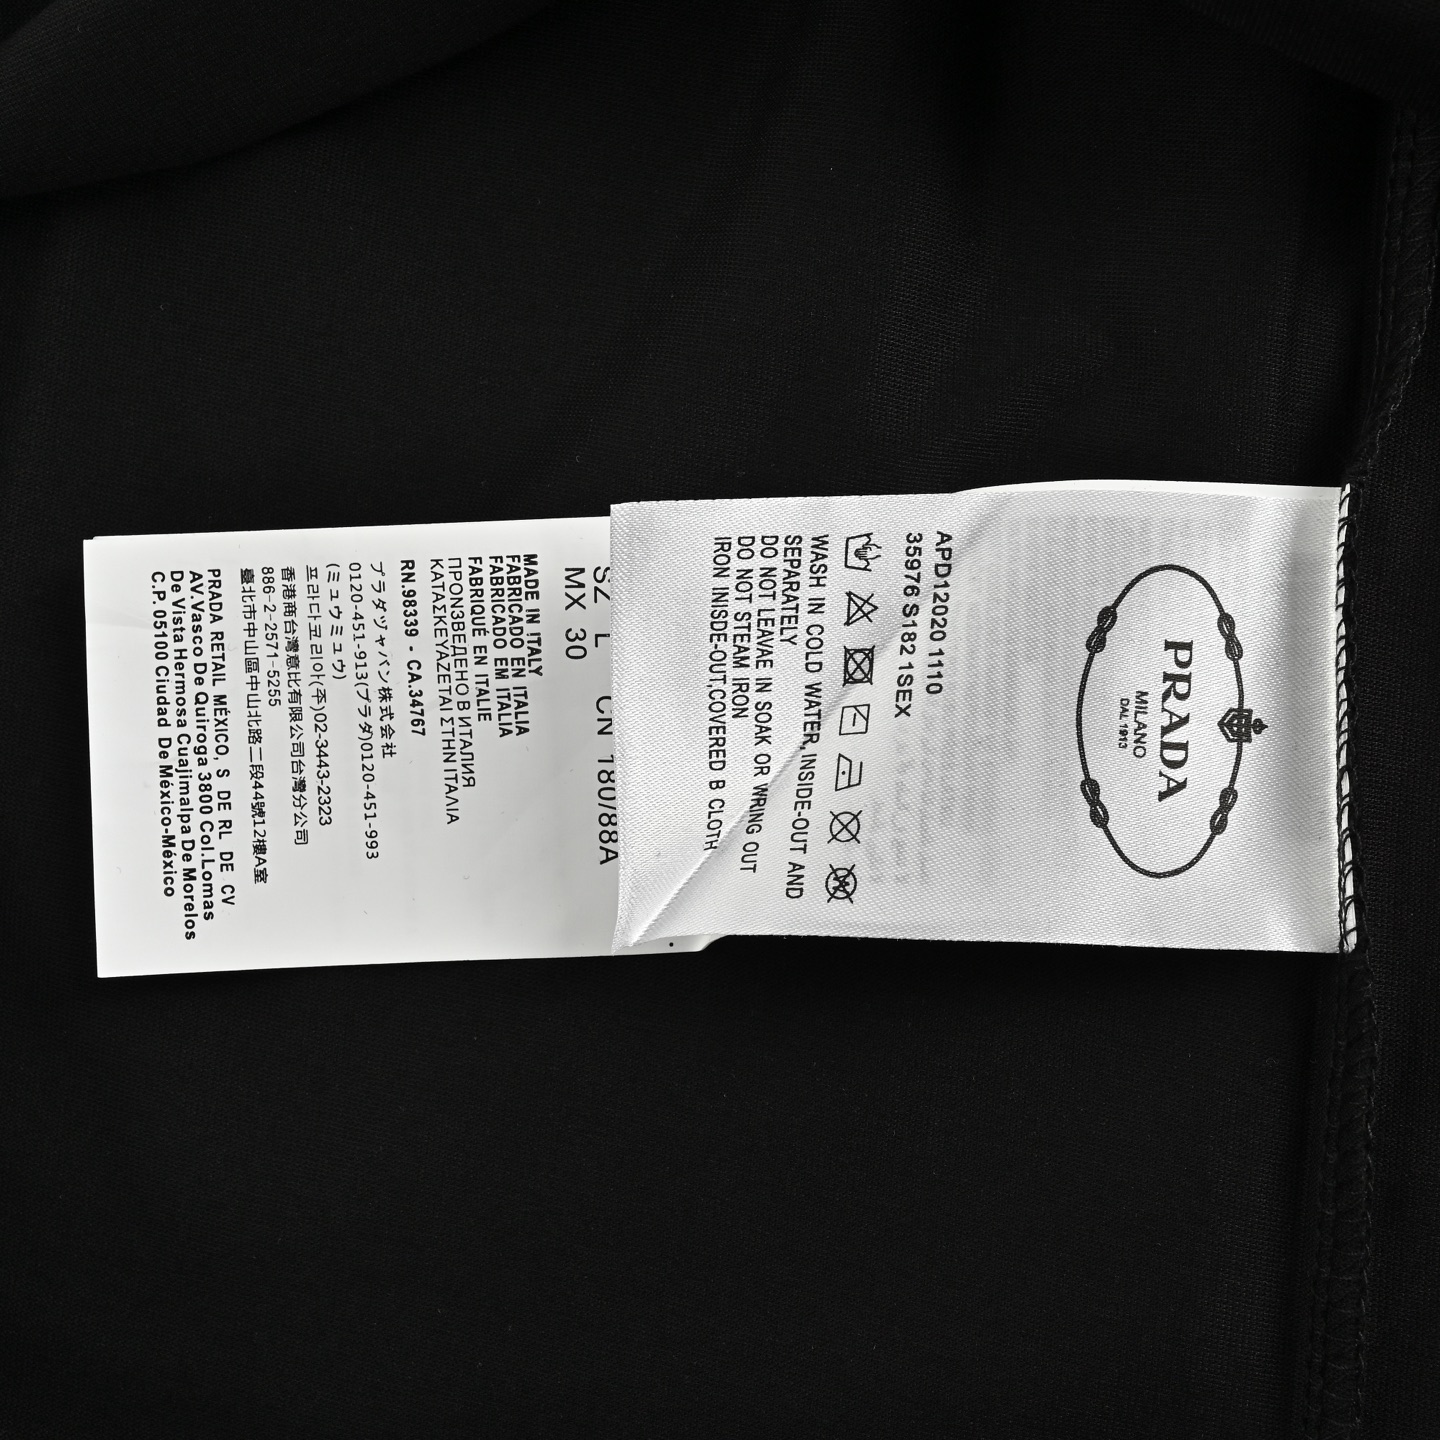 PRADA
MILANO
DAL 1913
APD12020 1110
35976 S182 1SEX
WASH IN COLD WATER, INSIDE-OUT AND
SEPARATELY
DO NOT LEAVAE IN SOAK OR WRING OUT
DO NOT STEAM IRON
IRON INISDE-OUT.COVERED B CLOTH
SZ L CN 180/88A
MX 30
MADE IN ITALY
FABRICADO EN ITALIA
FABRICADO EM ITALIA
FABRIQUÉ EN ITALIE
ПРОНЗВЕДЕНО В ИТАЛИЯ
ΚΑΤΑΣΚΕΥΑΖΕΤΑΙ ΣΤΗΝ ΙΤΑΛΙΑ
RN.98339 - CA.34767
プラダヅャパン株式会社
0120-451-913(プラダ)0120-451-993
(ミュウミュウ)
프라다코리아(주)02-3443-2323
香港商台灣意比有限公司台灣分公司
886-2-2571-5255
臺北市中山區中山北路二段44號12樓A室
PRADA RETAIL MÉXICO, S DE RL DE CV
AV.Vasco De Quiroga 3800 Col.Lomas
De Vista Hermosa Cuajimalpa De Morelos
C.P. 05100 Ciudad De México-México